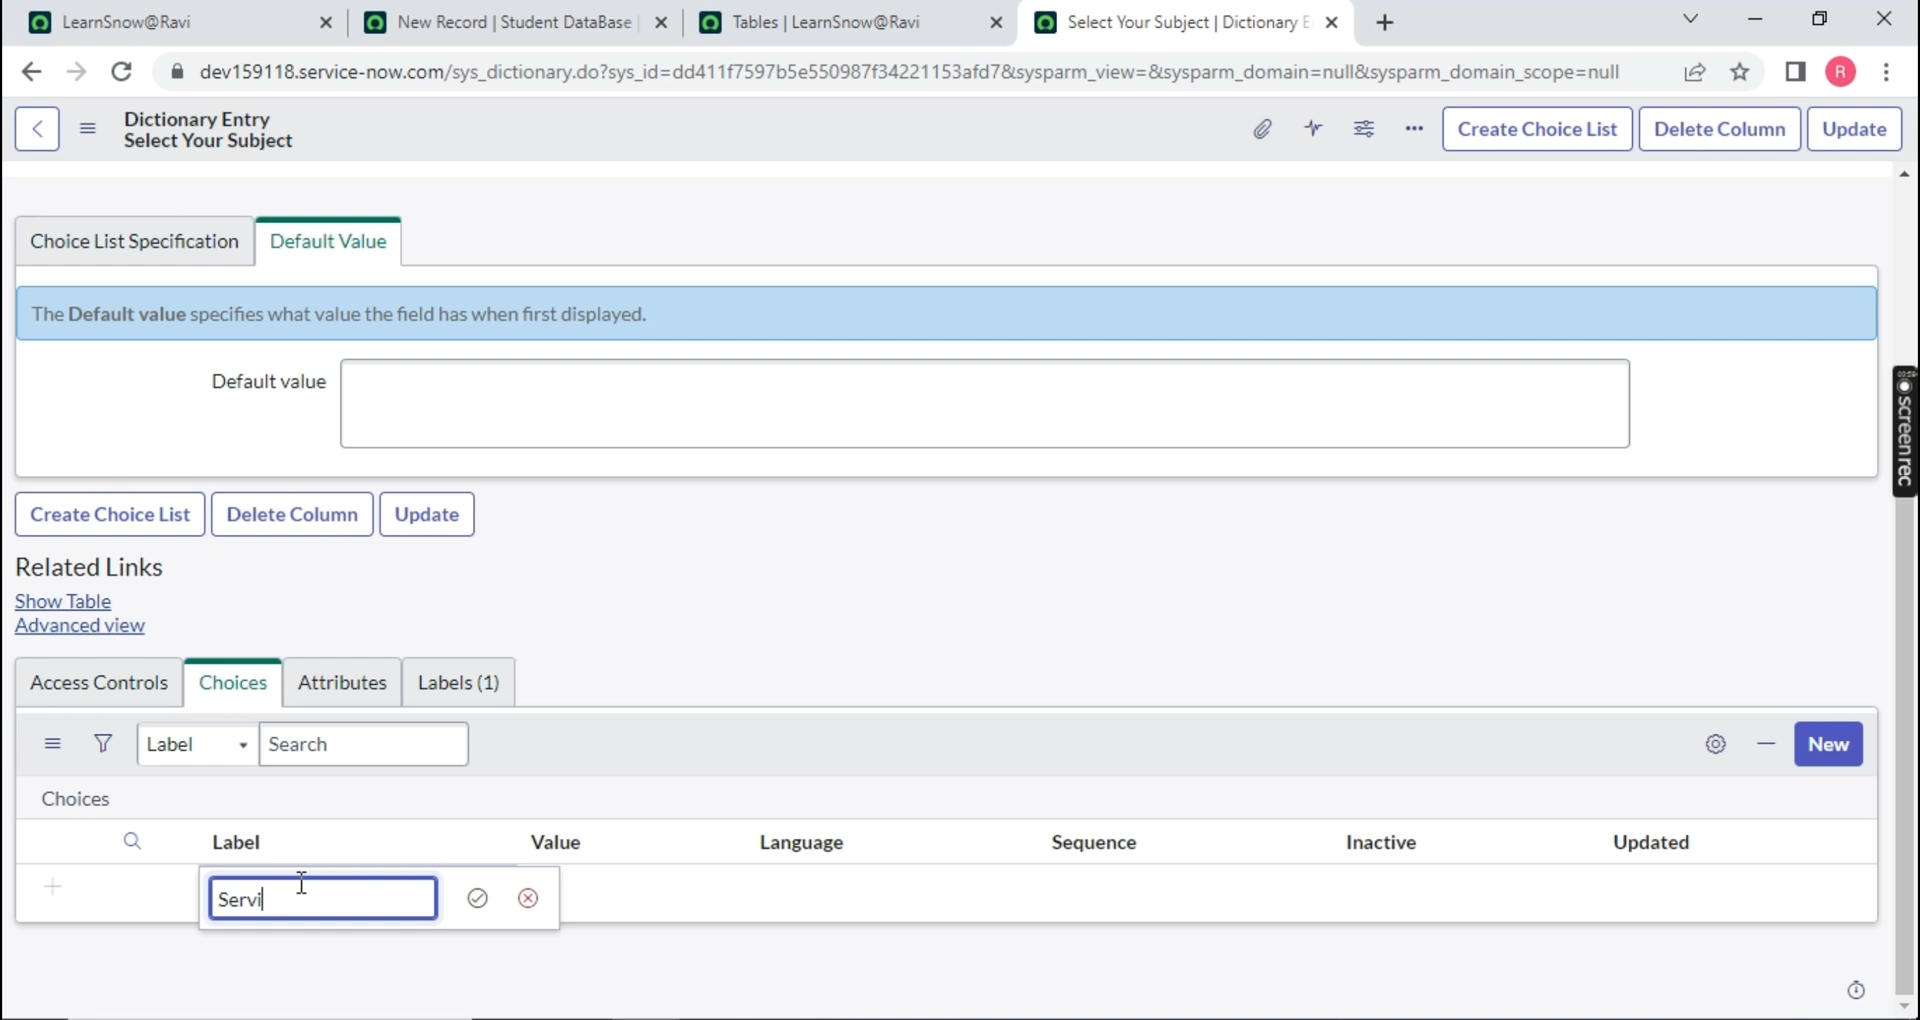 LearnSnow@Ravi
New Record | Student DataBase |
Tables | LearnSnow@Ravi
Select Your Subject | Dictionary E
dev159118.service-now.com/sys_dictionary.do?sys_id=dd411f7597b5e550987f34221153afd7&sysparm_view=&sysparm_domain=null&sysparm_domain_scope=null
R
Dictionary Entry
Select Your Subject
Create Choice List
Delete Column
Update
Choice List Specification
Default Value
The Default value specifies what value the field has when first displayed.
Default value
screenrec
Create Choice List
Delete Column
Update
Related Links
Show Table
Advanced view
Access Controls
Choices
Attributes
Labels (1)
Label
Search
New
Choices
Label
Value
Language
Sequence
Inactive
Updated
Servi